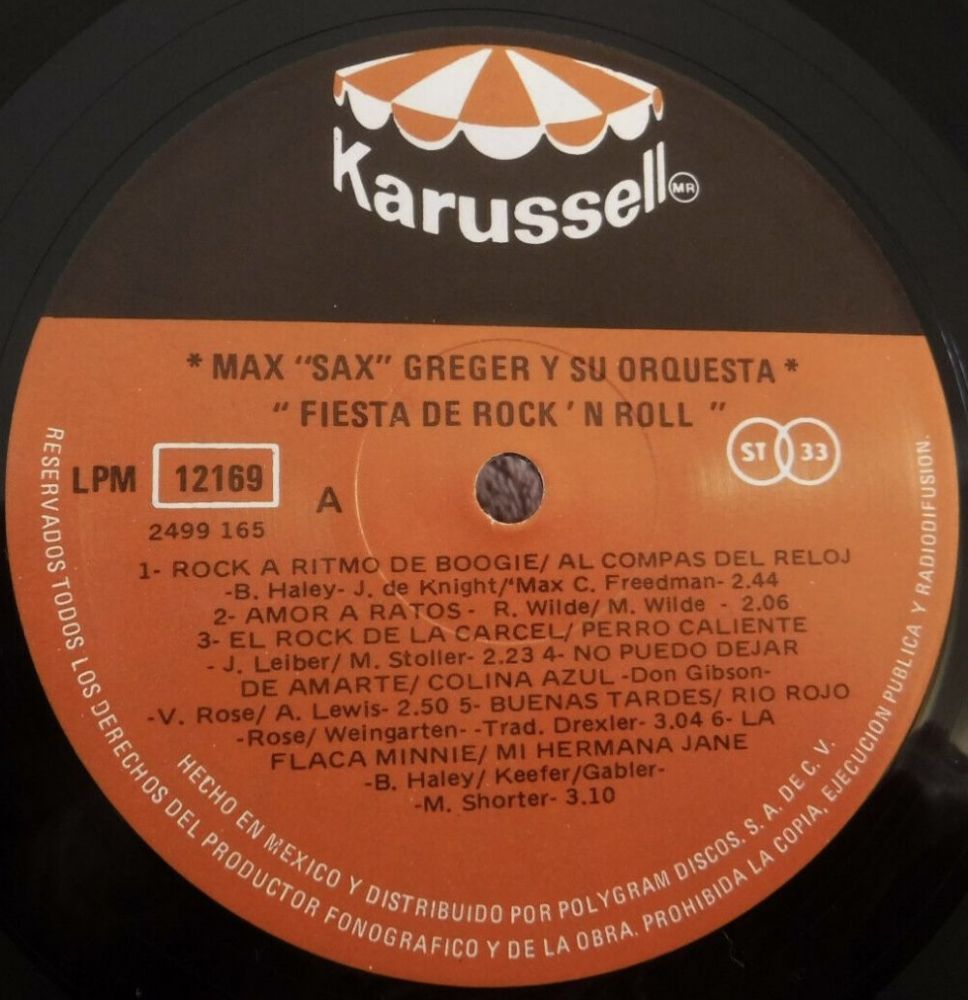 Karussell MR
* MAX "SAX" GREGER Y SU ORQUESTA *
" FIESTA DE ROCK 'N ROLL "
ST 33
LPM 12169 A
2499 165
1- ROCK A RITMO DE BOOGIE/ AL COMPAS DEL RELOJ
-B. Haley- J. de Knight/'Max C. Freedman- 2.44
2- AMOR A RATOS - R. Wilde/ M. Wilde - 2.06
3- EL ROCK DE LA CARCEL/ PERRO CALIENTE
- J. Leiber/ M. Stoller- 2.23 4- NO PUEDO DEJAR
DE AMARTE/ COLINA AZUL -Don Gibson-
-V. Rose/ A. Lewis- 2.50 5- BUENAS TARDES/ RIO ROJO
-Rose/ Weingarten- -Trad. Drexler- 3.04 6- LA
FLACA MINNIE/ MI HERMANA JANE
-B. Haley/ Keefer/Gabler-
-M. Shorter- 3.10
HECHO EN MEXICO Y DISTRIBUIDO POR POLYGRAM DISCOS. S. A. DE C. V.
RESERVADOS TODOS LOS DERECHOS DEL PRODUCTOR FONOGRAFICO Y DE LA OBRA. PROHIBIDA LA COPIA, EJECUCION PUBLICA Y RADIODIFUSION.